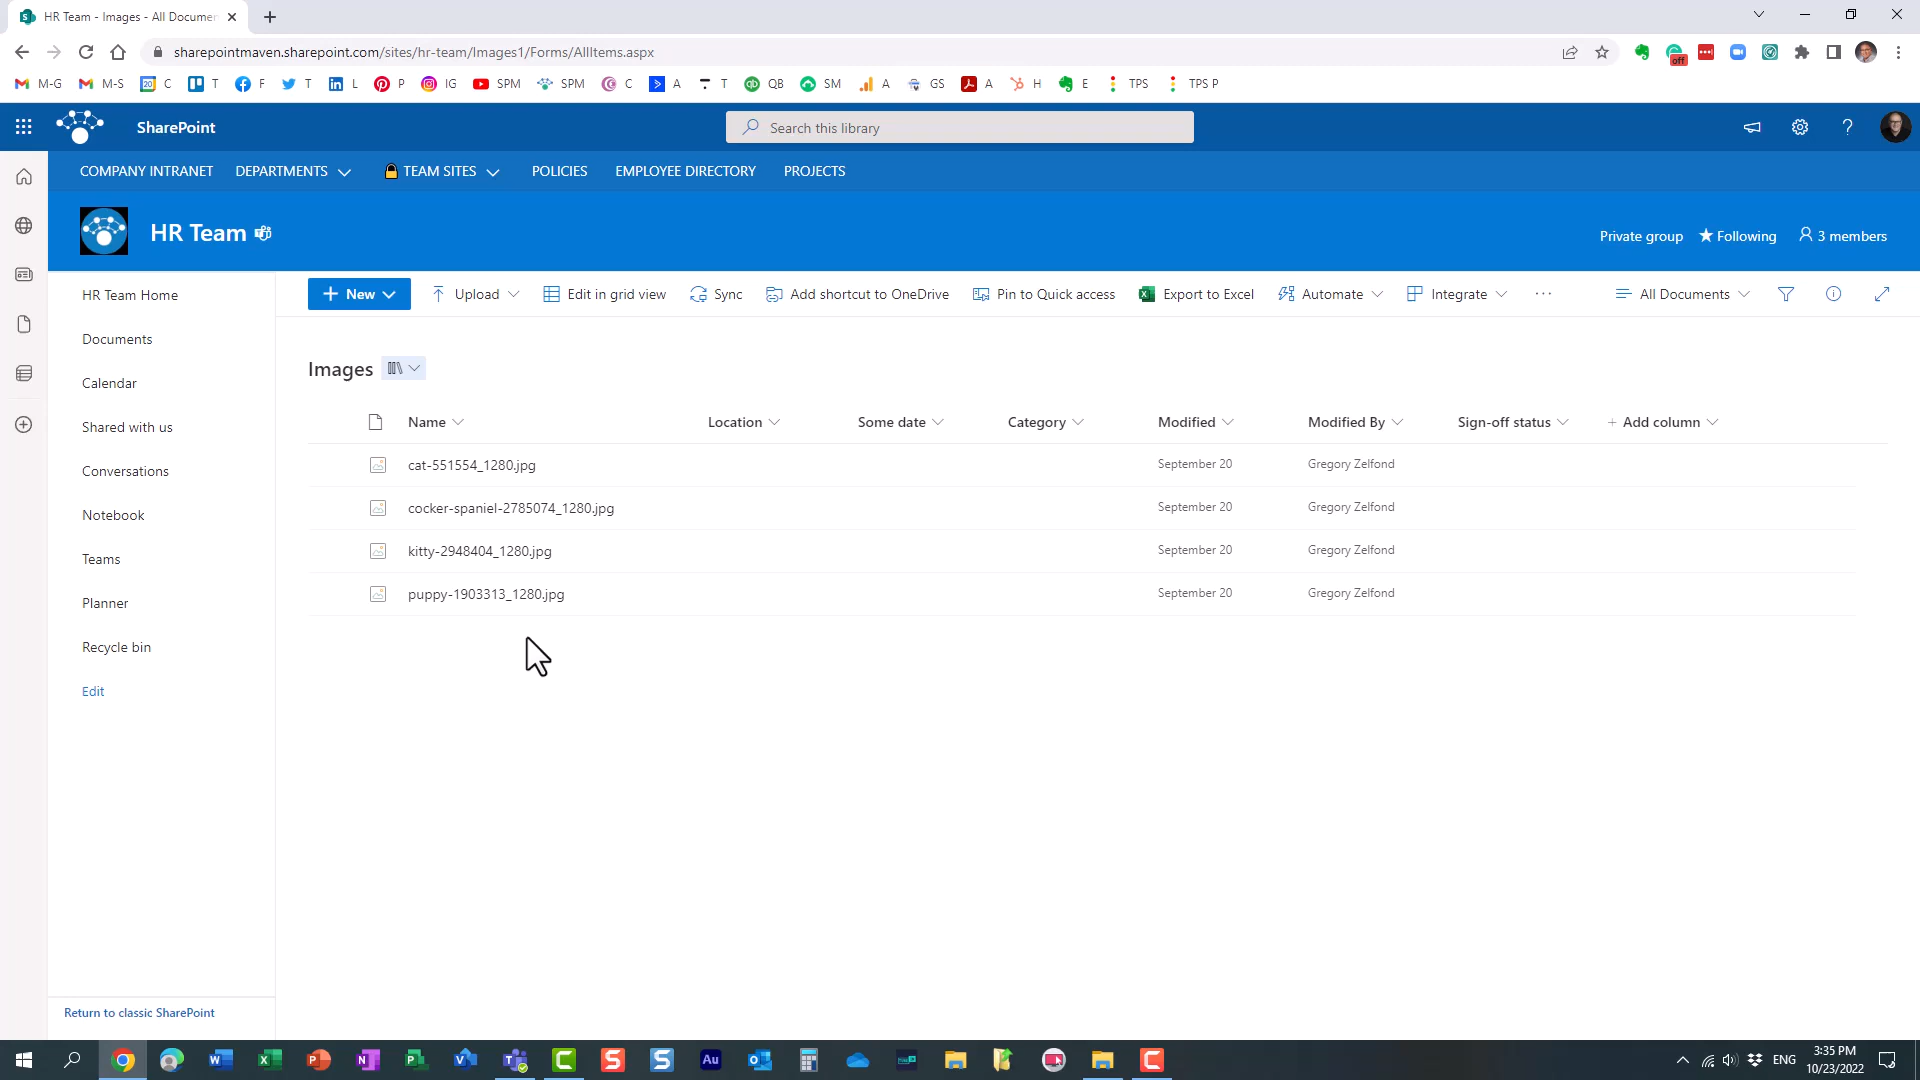 HR Team - Images - All Documen
sharepointmaven.sharepoint.com/sites/hr-team/Images1/Forms/AllItems.aspx
off
M-G M-S C T F T L P IG SPM SPM C A T QB SM A GS A H E TPS TPS P
SharePoint
Search this library
COMPANY INTRANET DEPARTMENTS TEAM SITES POLICIES EMPLOYEE DIRECTORY PROJECTS
HR Team
Private group Following 3 members
HR Team Home
Documents
Calendar
Shared with us
Conversations
Notebook
Teams
Planner
Recycle bin
Edit
Return to classic SharePoint
New Upload Edit in grid view Sync Add shortcut to OneDrive Pin to Quick access Export to Excel Automate Integrate ··· All Documents
Images
Name Location Some date Category Modified Modified By Sign-off status + Add column
cat-551554_1280.jpg September 20 Gregory Zelfond
cocker-spaniel-2785074_1280.jpg September 20 Gregory Zelfond
kitty-2948404_1280.jpg September 20 Gregory Zelfond
puppy-1903313_1280.jpg September 20 Gregory Zelfond
ENG
3:35 PM
10/23/2022